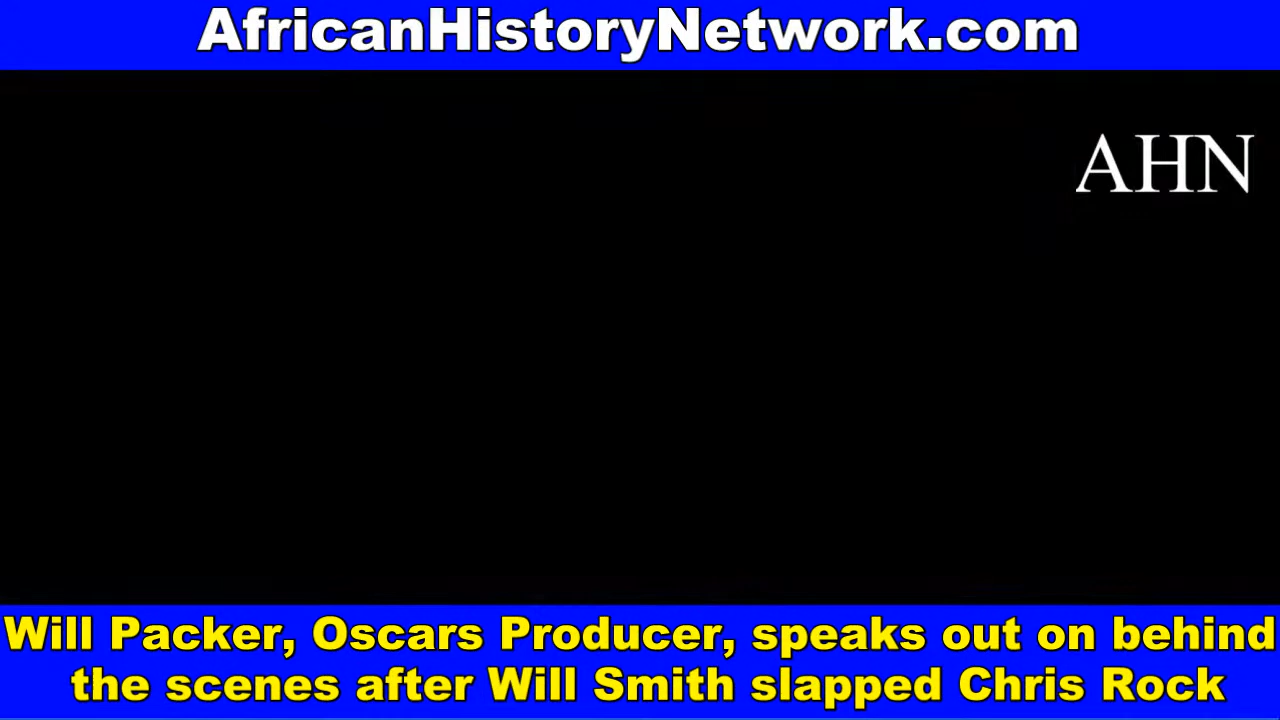 AfricanHistoryNetwork.com
AHN
Will Packer, Oscars Producer, speaks out on behind
the scenes after Will Smith slapped Chris Rock